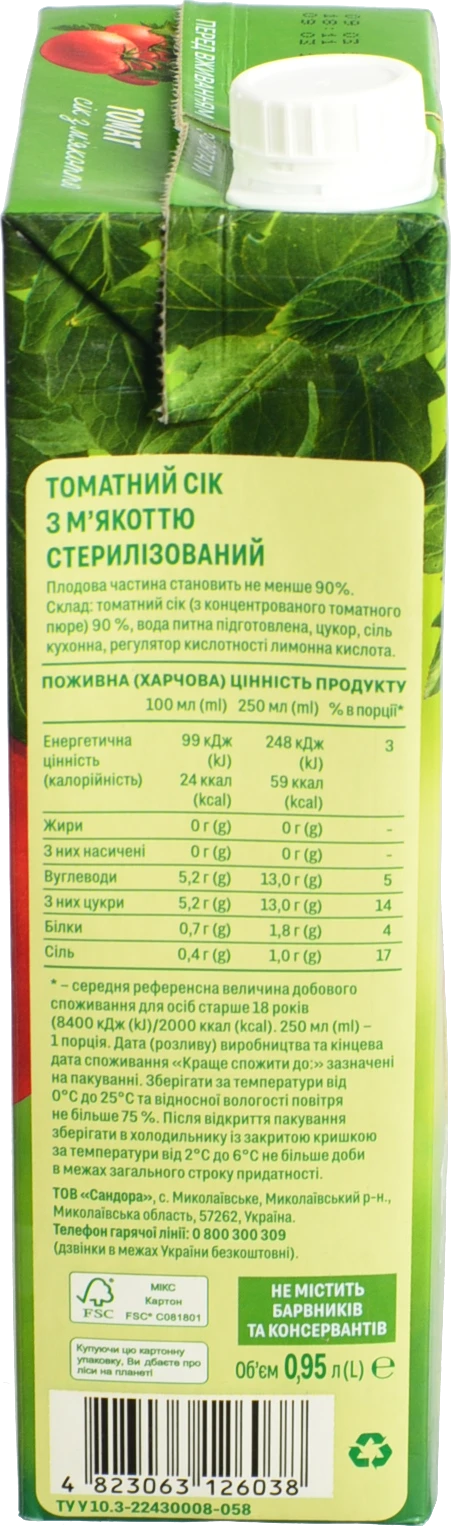 ТОМАТ
сік з м'якоттю
ПЕРЕД ВЖИВАННЯМ
ТОМАТНИЙ СІК
З М'ЯКОТТЮ
СТЕРИЛІЗОВАНИЙ
Плодова частина становить не менше 90%.
Склад: томатний сік (з концентрованого томатного
пюре) 90 %, вода питна підготовлена, цукор, сіль
кухонна, регулятор кислотності лимонна кислота.
ПОЖИВНА (ХАРЧОВА) ЦІННІСТЬ ПРОДУКТУ
100 мл (ml) 250 мл (ml) % в порції*
Енергетична 99 кДж 248 кДж 3
цінність (kJ) (kJ)
(калорійність) 24 ккал 59 ккал
(kcal) (kcal)
Жири 0 г (g) 0 г (g) -
З них насичені 0 г (g) 0 г (g) -
Вуглеводи 5,2 г (g) 13,0 г (g) 5
З них цукри 5,2 г (g) 13,0 г (g) 14
Білки 0,7 г (g) 1,8 г (g) 4
Сіль 0,4 г (g) 1,0 г (g) 17
* – середня референсна величина добового
споживання для осіб старше 18 років
(8400 кДж (kJ)/2000 ккал (kcal). 250 мл (ml) –
1 порція. Дата (розливу) виробництва та кінцева
дата споживання «Краще спожити до:» зазначені
на пакуванні. Зберігати за температури від
0°С до 25°С та відносної вологості повітря
не більше 75 %. Після відкриття пакування
зберігати в холодильнику із закритою кришкою
за температури від 2°С до 6°С не більше доби
в межах загального строку придатності.
ТОВ «Сандора», с. Миколаївське, Миколаївський р-н.,
Миколаївська область, 57262, Україна.
Телефон гарячої лінії: 0 800 300 309
(дзвінки в межах України безкоштовні).
FSC
МІКС
Картон
FSC® C081801
Купуючи цю картонну
упаковку, Ви дбаєте про
ліси на планеті
НЕ МІСТИТЬ
БАРВНИКІВ
ТА КОНСЕРВАНТІВ
Об'єм 0,95 л (L) ℮
4 823063 126038
ТУ У 10.3-22430008-058